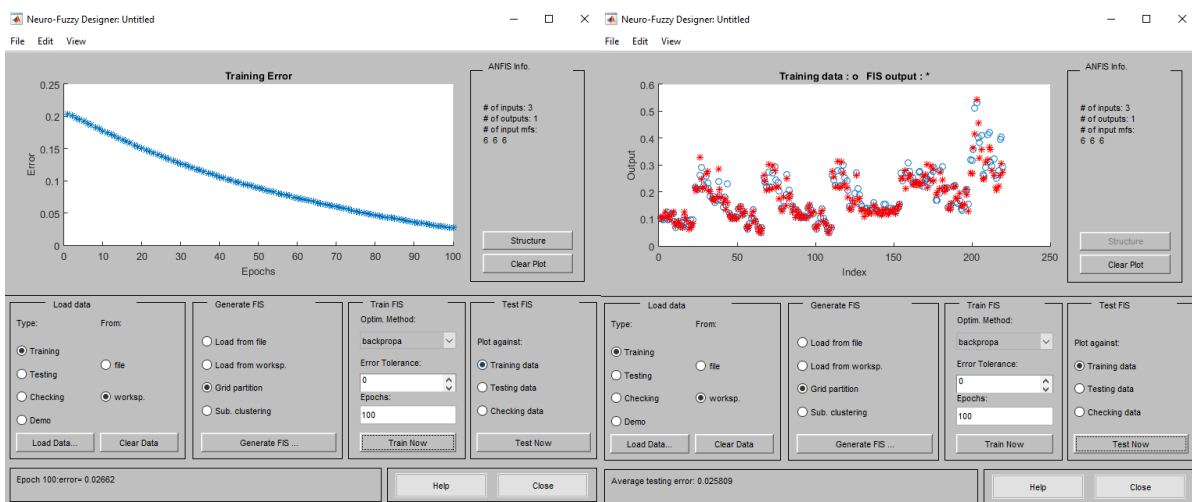 Neuro-Fuzzy Designer: Untitled
File Edit View
Training Error
0.25
0.2
0.15
0.1
0.05
0
Error
0 10 20 30 40 50 60 70 80 90 100
Epochs
ANFIS Info.
# of inputs: 3
# of outputs: 1
# of input mfs:
6 6 6
Structure
Clear Plot
Load data
Type: From:
Training
Testing
Checking
Demo
file
worksp.
Load Data...
Clear Data
Generate FIS
Load from file
Load from worksp.
Grid partition
Sub. clustering
Generate FIS ...
Train FIS
Optim. Method:
backpropa
Error Tolerance:
0
Epochs:
100
Train Now
Test FIS
Plot against:
Training data
Testing data
Checking data
Test Now
Epoch 100:error= 0.02662
Help
Close
Neuro-Fuzzy Designer: Untitled
File Edit View
Training data : o FIS output : *
0.6
0.5
0.4
0.3
0.2
0.1
0
Output
0 50 100 150 200 250
Index
ANFIS Info.
# of inputs: 3
# of outputs: 1
# of input mfs:
6 6 6
Structure
Clear Plot
Load data
Type: From:
Training
Testing
Checking
Demo
file
worksp.
Load Data...
Clear Data
Generate FIS
Load from file
Load from worksp.
Grid partition
Sub. clustering
Generate FIS ...
Train FIS
Optim. Method:
backpropa
Error Tolerance:
0
Epochs:
100
Train Now
Test FIS
Plot against:
Training data
Testing data
Checking data
Test Now
Average testing error: 0.025809
Help
Close